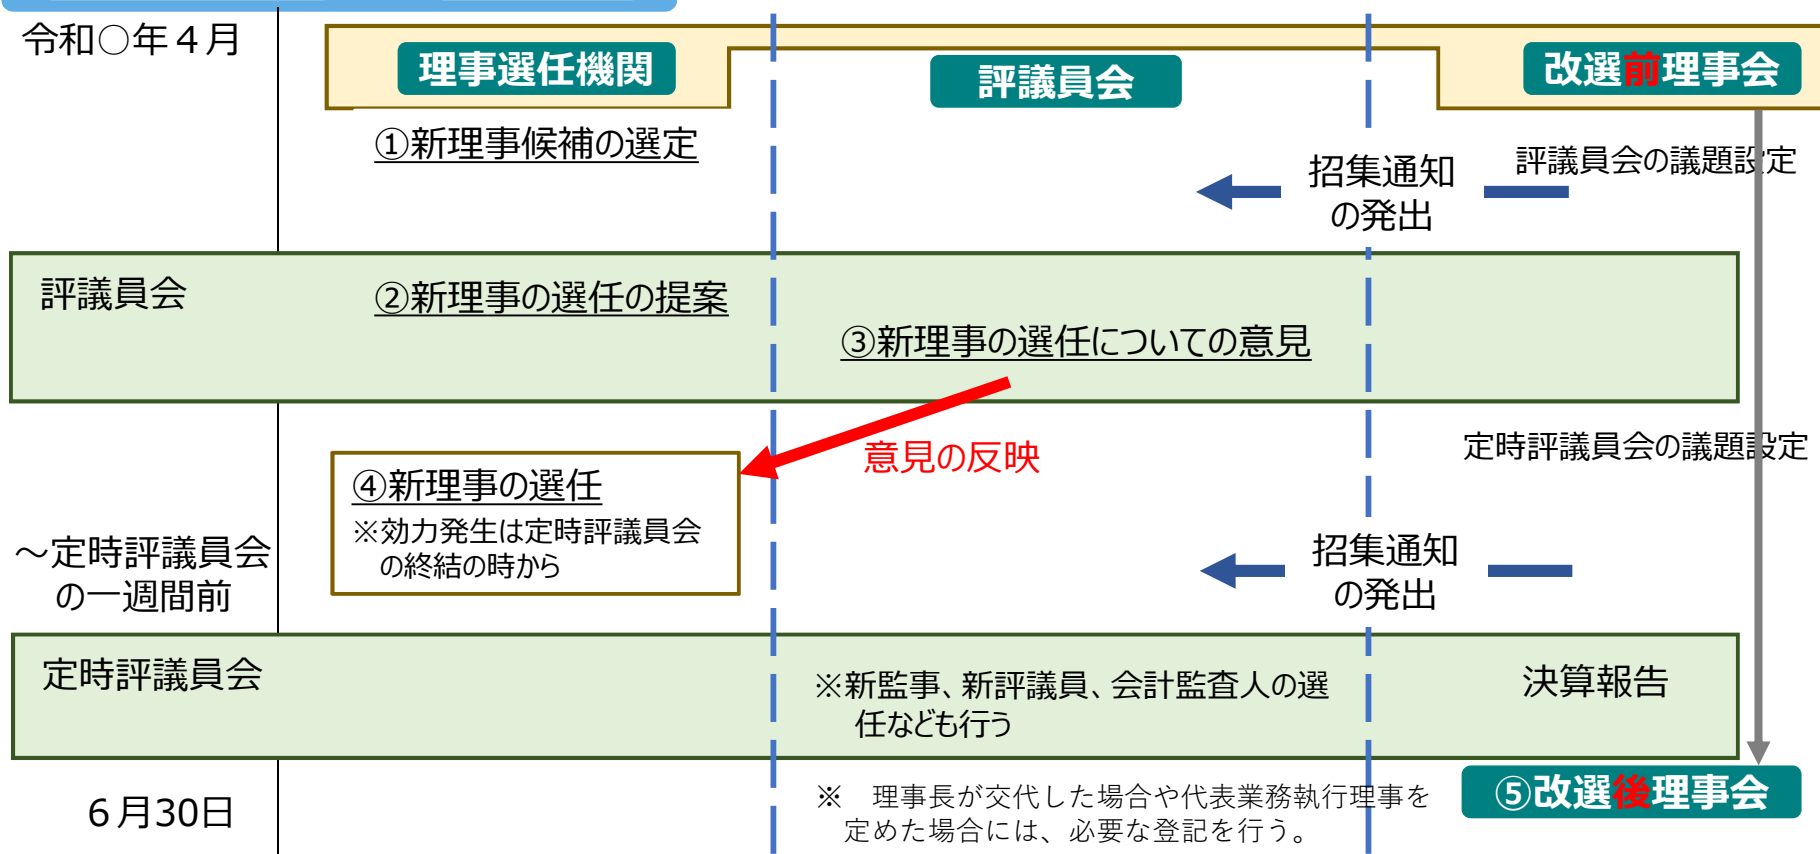 令和○年４月
理事選任機関
評議員会
改選前理事会
①新理事候補の選定
評議員会の議題設定
招集通知
の発出
評議員会
②新理事の選任の提案
③新理事の選任についての意見
意見の反映
定時評議員会の議題設定
④新理事の選任
※効力発生は定時評議員会
の終結の時から
～定時評議員会
の一週間前
招集通知
の発出
定時評議員会
※新監事、新評議員、会計監査人の選
任なども行う
決算報告
６月30日
※　理事長が交代した場合や代表業務執行理事を
定めた場合には、必要な登記を行う。
⑤改選後理事会